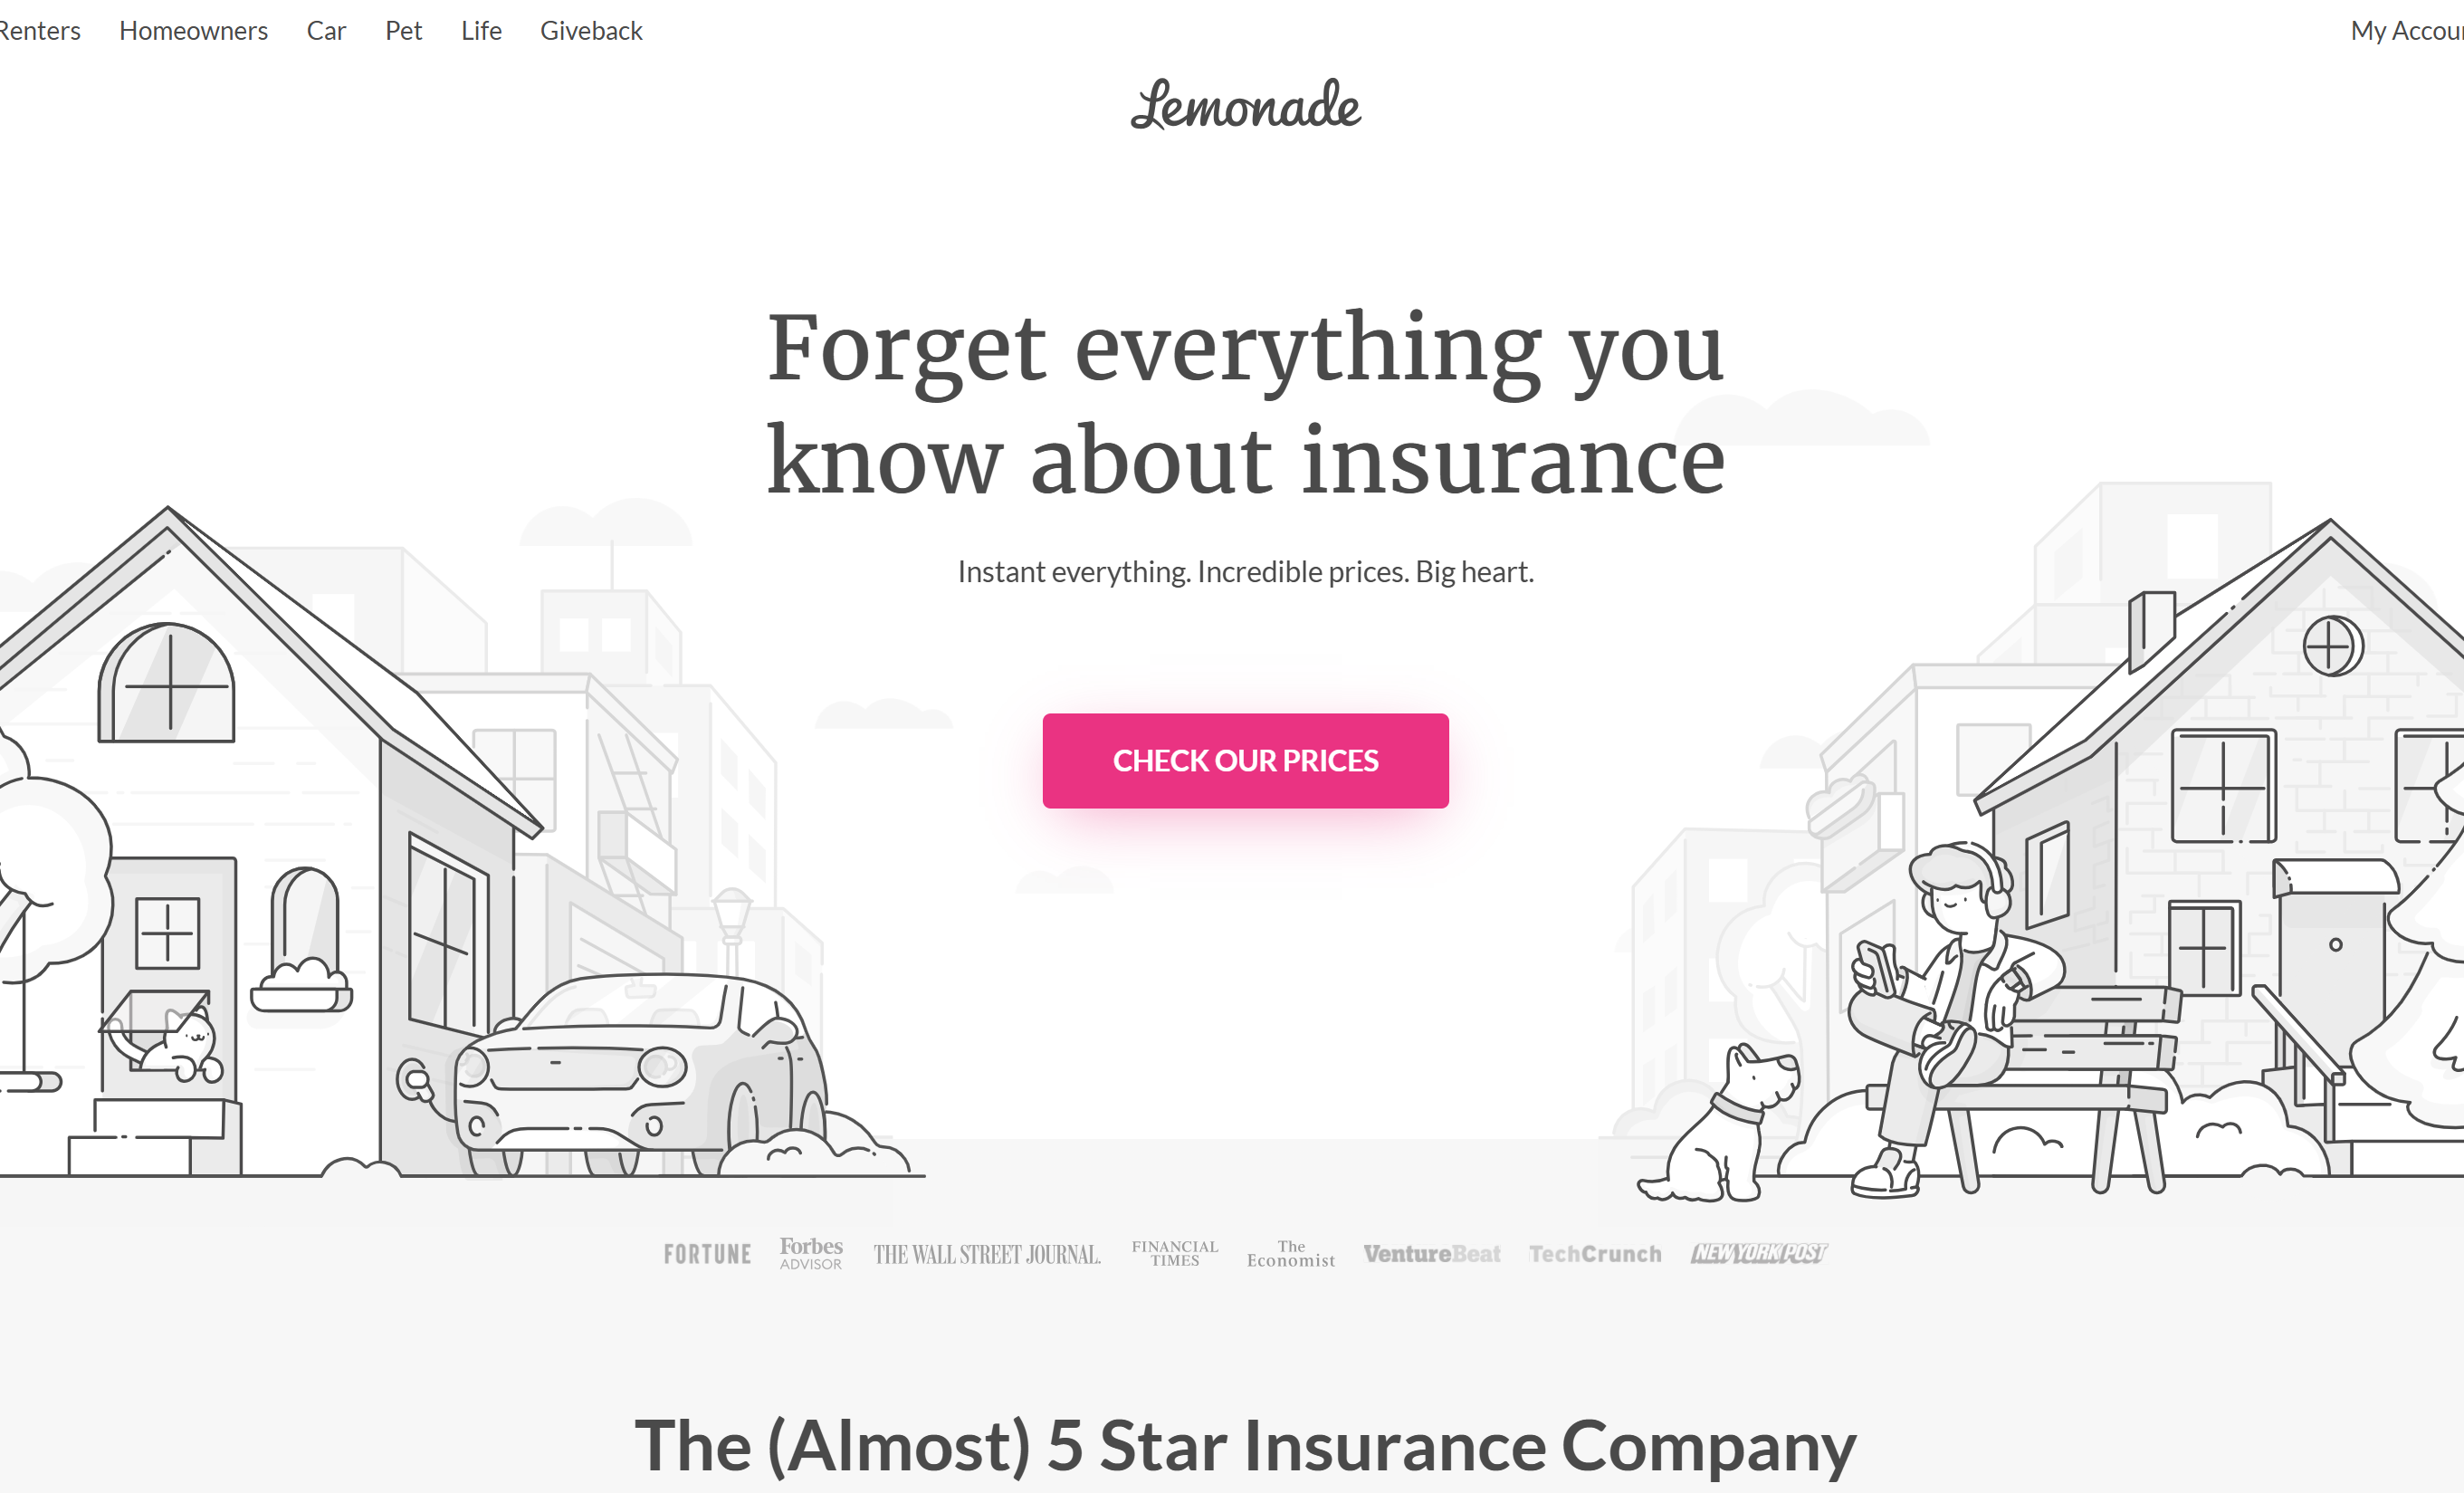 Renters Homeowners Car Pet Life Giveback My Accou
Lemonade
Forget everything you
know about insurance
Instant everything. Incredible prices. Big heart.
CHECK OUR PRICES
FORTUNE
Forbes
ADVISOR
THE WALL STREET JOURNAL.
FINANCIAL
TIMES
The
Economist
VentureBeat
TechCrunch
NEW YORK POST
The (Almost) 5 Star Insurance Company